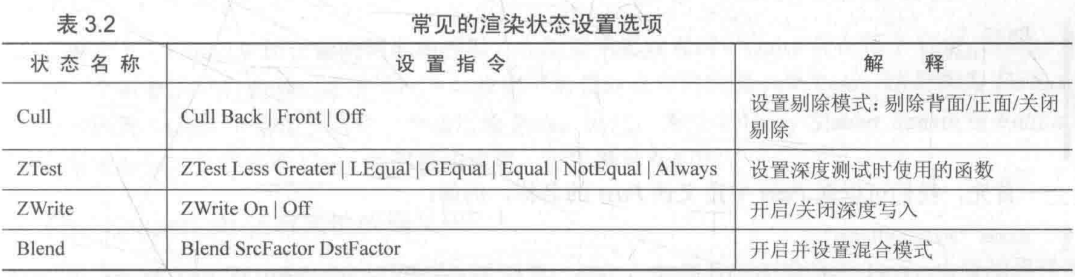 表 3.2 常见的渲染状态设置选项
状 态 名 称 设 置 指 令 解 释
Cull Cull Back | Front | Off 设置剔除模式：剔除背面/正面/关闭
剔除
ZTest ZTest Less Greater | LEqual | GEqual | Equal | NotEqual | Always 设置深度测试时使用的函数
ZWrite ZWrite On | Off 开启/关闭深度写入
Blend Blend SrcFactor DstFactor 开启并设置混合模式